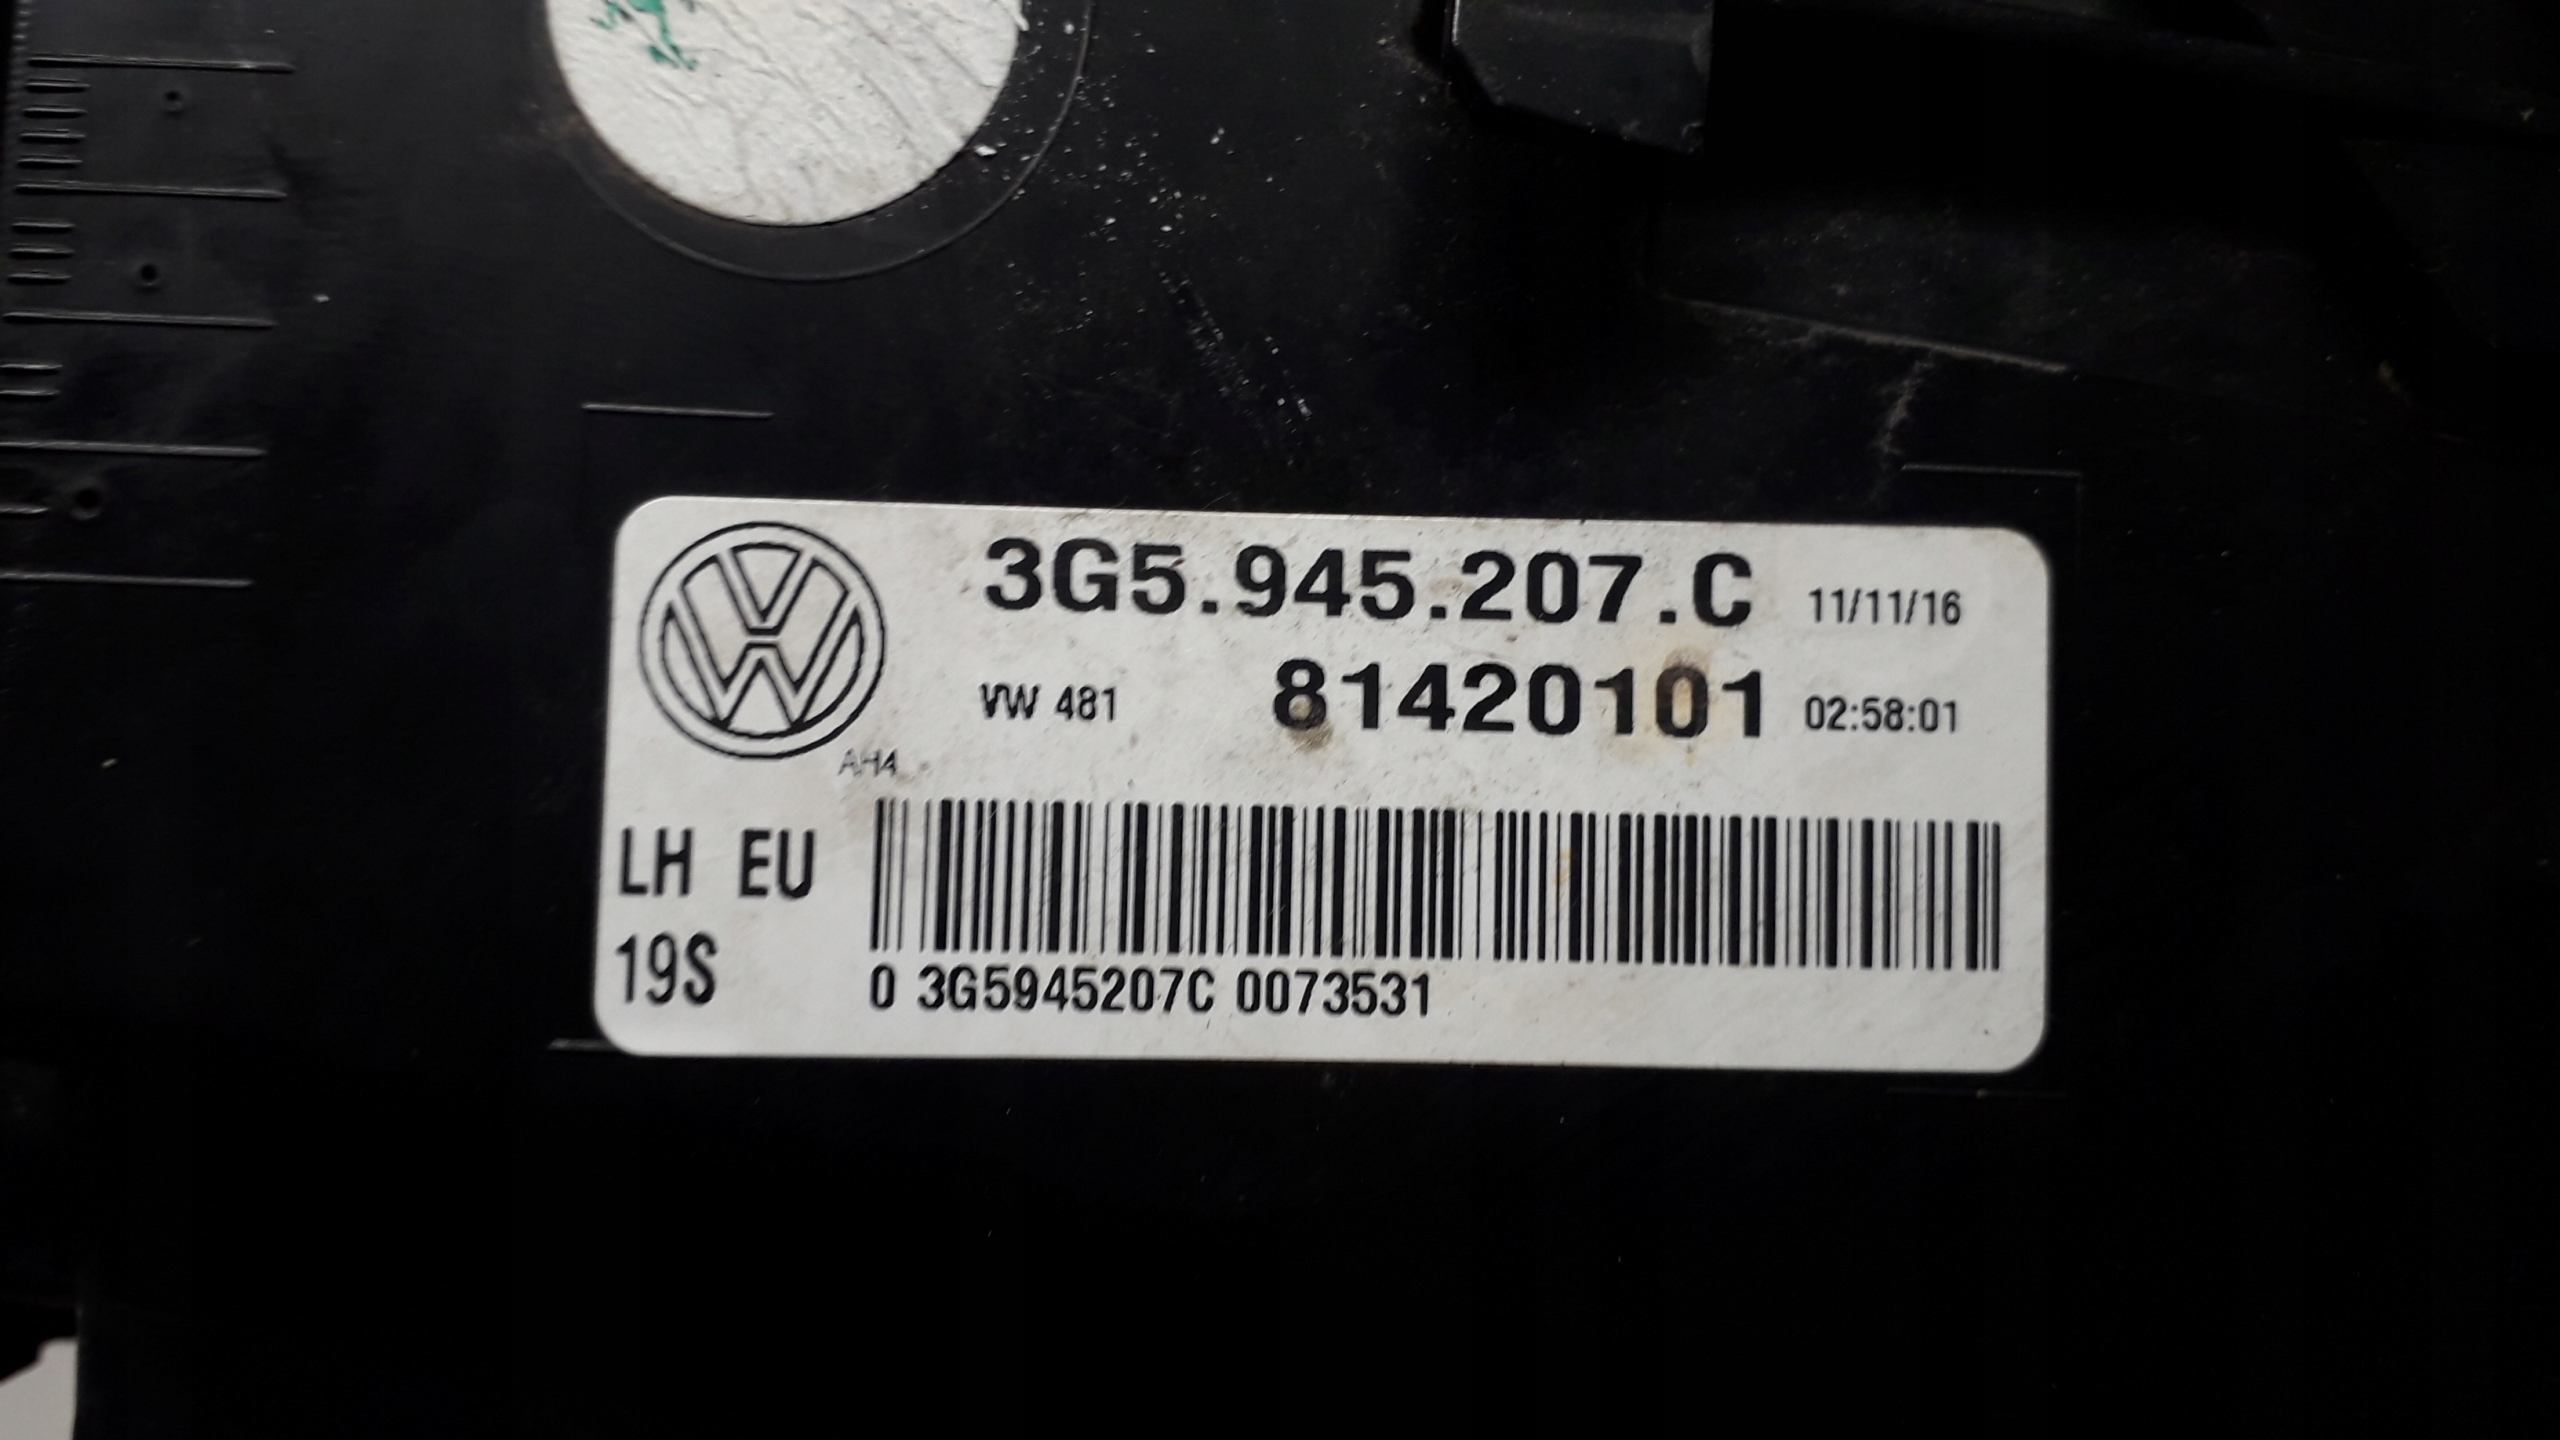 3G5.945.207.C 11/11/16
VW 481 81420101 02:58:01
AH4
LH EU
19S
0 3G5945207C 0073531